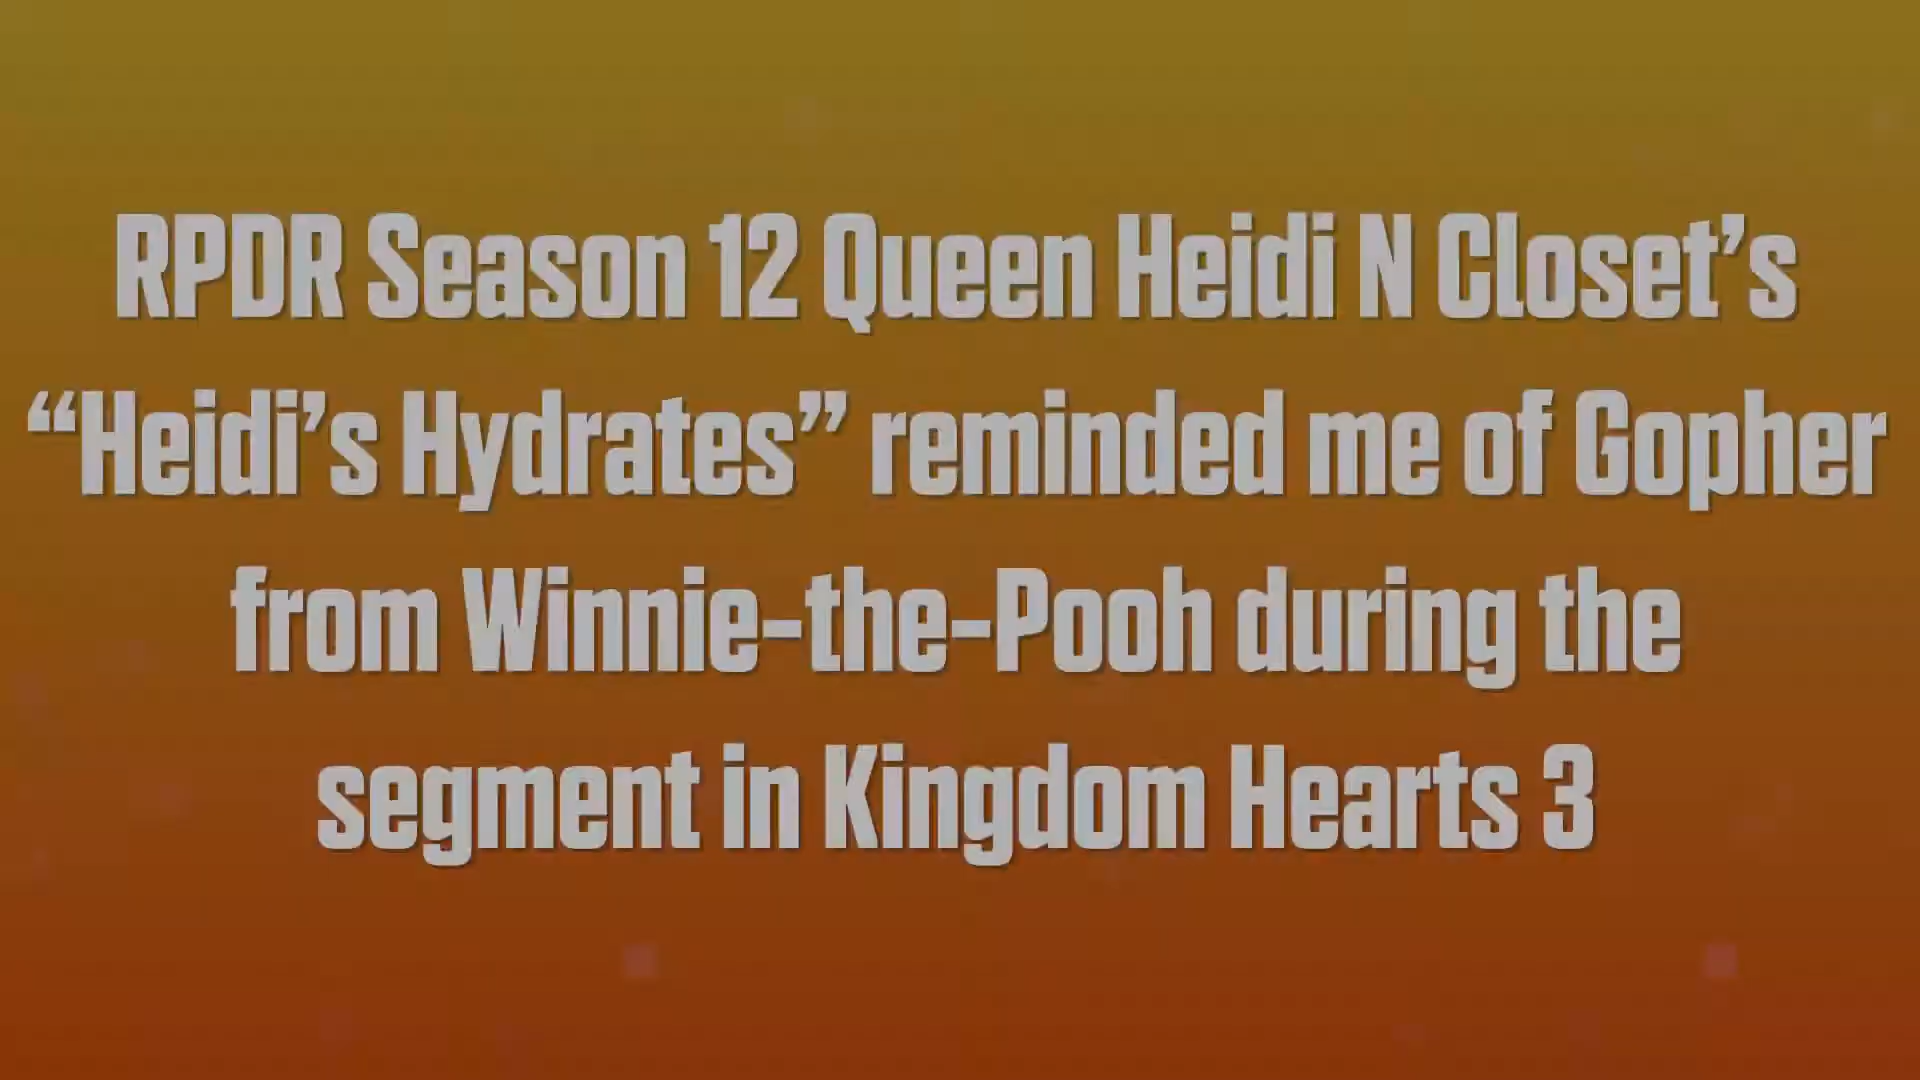 RPDR Season 12 Queen Heidi N Closet’s
“Heidi’s Hydrates” reminded me of Gopher
from Winnie-the-Pooh during the
segment in Kingdom Hearts 3